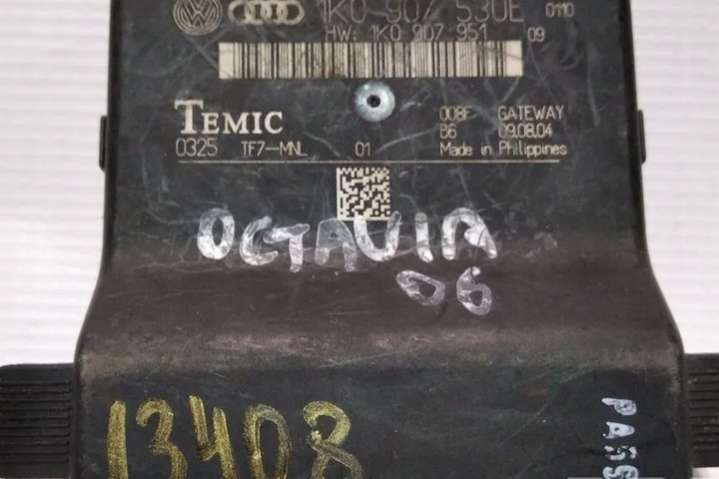 1K0 907 530E 0110
HW: 1K0 907 951 09
TEMIC 008F GATEWAY
B6 09.08.04
0325 TF7-MNL 01 Made in Philippines
OCTAVIA
06
13408